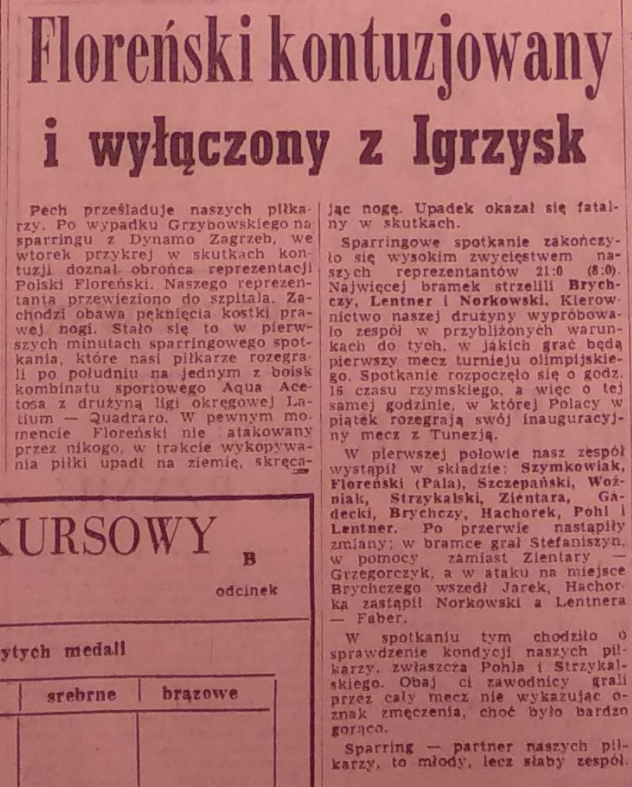 Floreński kontuzjowany
i wyłączony z Igrzysk
Pech prześladuje naszych piłka-
rzy. Po wypadku Grzybowskiego na
sparringu z Dynamo Zagrzeb, we
wtorek przykrej w skutkach kon-
tuzji doznał obrońca reprezentacji
Polski Floreński. Naszego reprezen-
tanta przewieziono do szpitala. Za-
chodzi obawa pęknięcia kostki pra-
wej nogi. Stało się to w pierw-
szych minutach sparringowego spot-
kania, które nasi piłkarze rozegra-
li po południu na jednym z boisk
kombinatu sportowego Aqua Ace-
tosa z drużyną ligi okręgowej La-
tium — Quadraro. W pewnym mo-
mencie Floreński nie atakowany
przez nikogo, w trakcie wykopywa-
nia piłki upadł na ziemię, skręca-
jąc nogę. Upadek okazał się fatal-
ny w skutkach.
Sparringowe spotkanie zakończy-
ło się wysokim zwycięstwem na-
szych reprezentantów 21:0 (8:0).
Najwięcej bramek strzelili Brych-
czy, Lentner i Norkowski. Kierow-
nictwo naszej drużyny wypróbowa-
ło zespół w przybliżonych warun-
kach do tych, w jakich grać będą
pierwszy mecz turnieju olimpijskie-
go. Spotkanie rozpoczęło się o godz.
16 czasu rzymskiego, a więc o tej
samej godzinie, w której Polacy w
piątek rozegrają swój inauguracyj-
ny mecz z Tunezją.
W pierwszej połowie nasz zespół
wystąpił w składzie: Szymkowiak,
Floreński (Pala), Szczepański, Woź-
niak, Strzykalski, Zientara, Ga-
decki, Brychczy, Hachorek, Pohl i
Lentner. Po przerwie nastąpiły
zmiany: w bramce grał Stefaniszyn,
w pomocy zamiast Zientary —
Grzegorczyk, a w ataku na miejsce
Brychczego wszedł Jarek, Hachor-
ka zastąpił Norkowski a Lentnera
— Faber.
W spotkaniu tym chodziło o
sprawdzenie kondycji naszych pił-
karzy, zwłaszcza Pohla i Strzykal-
skiego. Obaj ci zawodnicy grali
przez cały mecz nie wykazując o-
znak zmęczenia, choć było bardzo
gorąco.
Sparring — partner naszych pił-
karzy, to młody, lecz słaby zespół.
KURSOWY
B
odcinek
ytych medali
srebrne brązowe